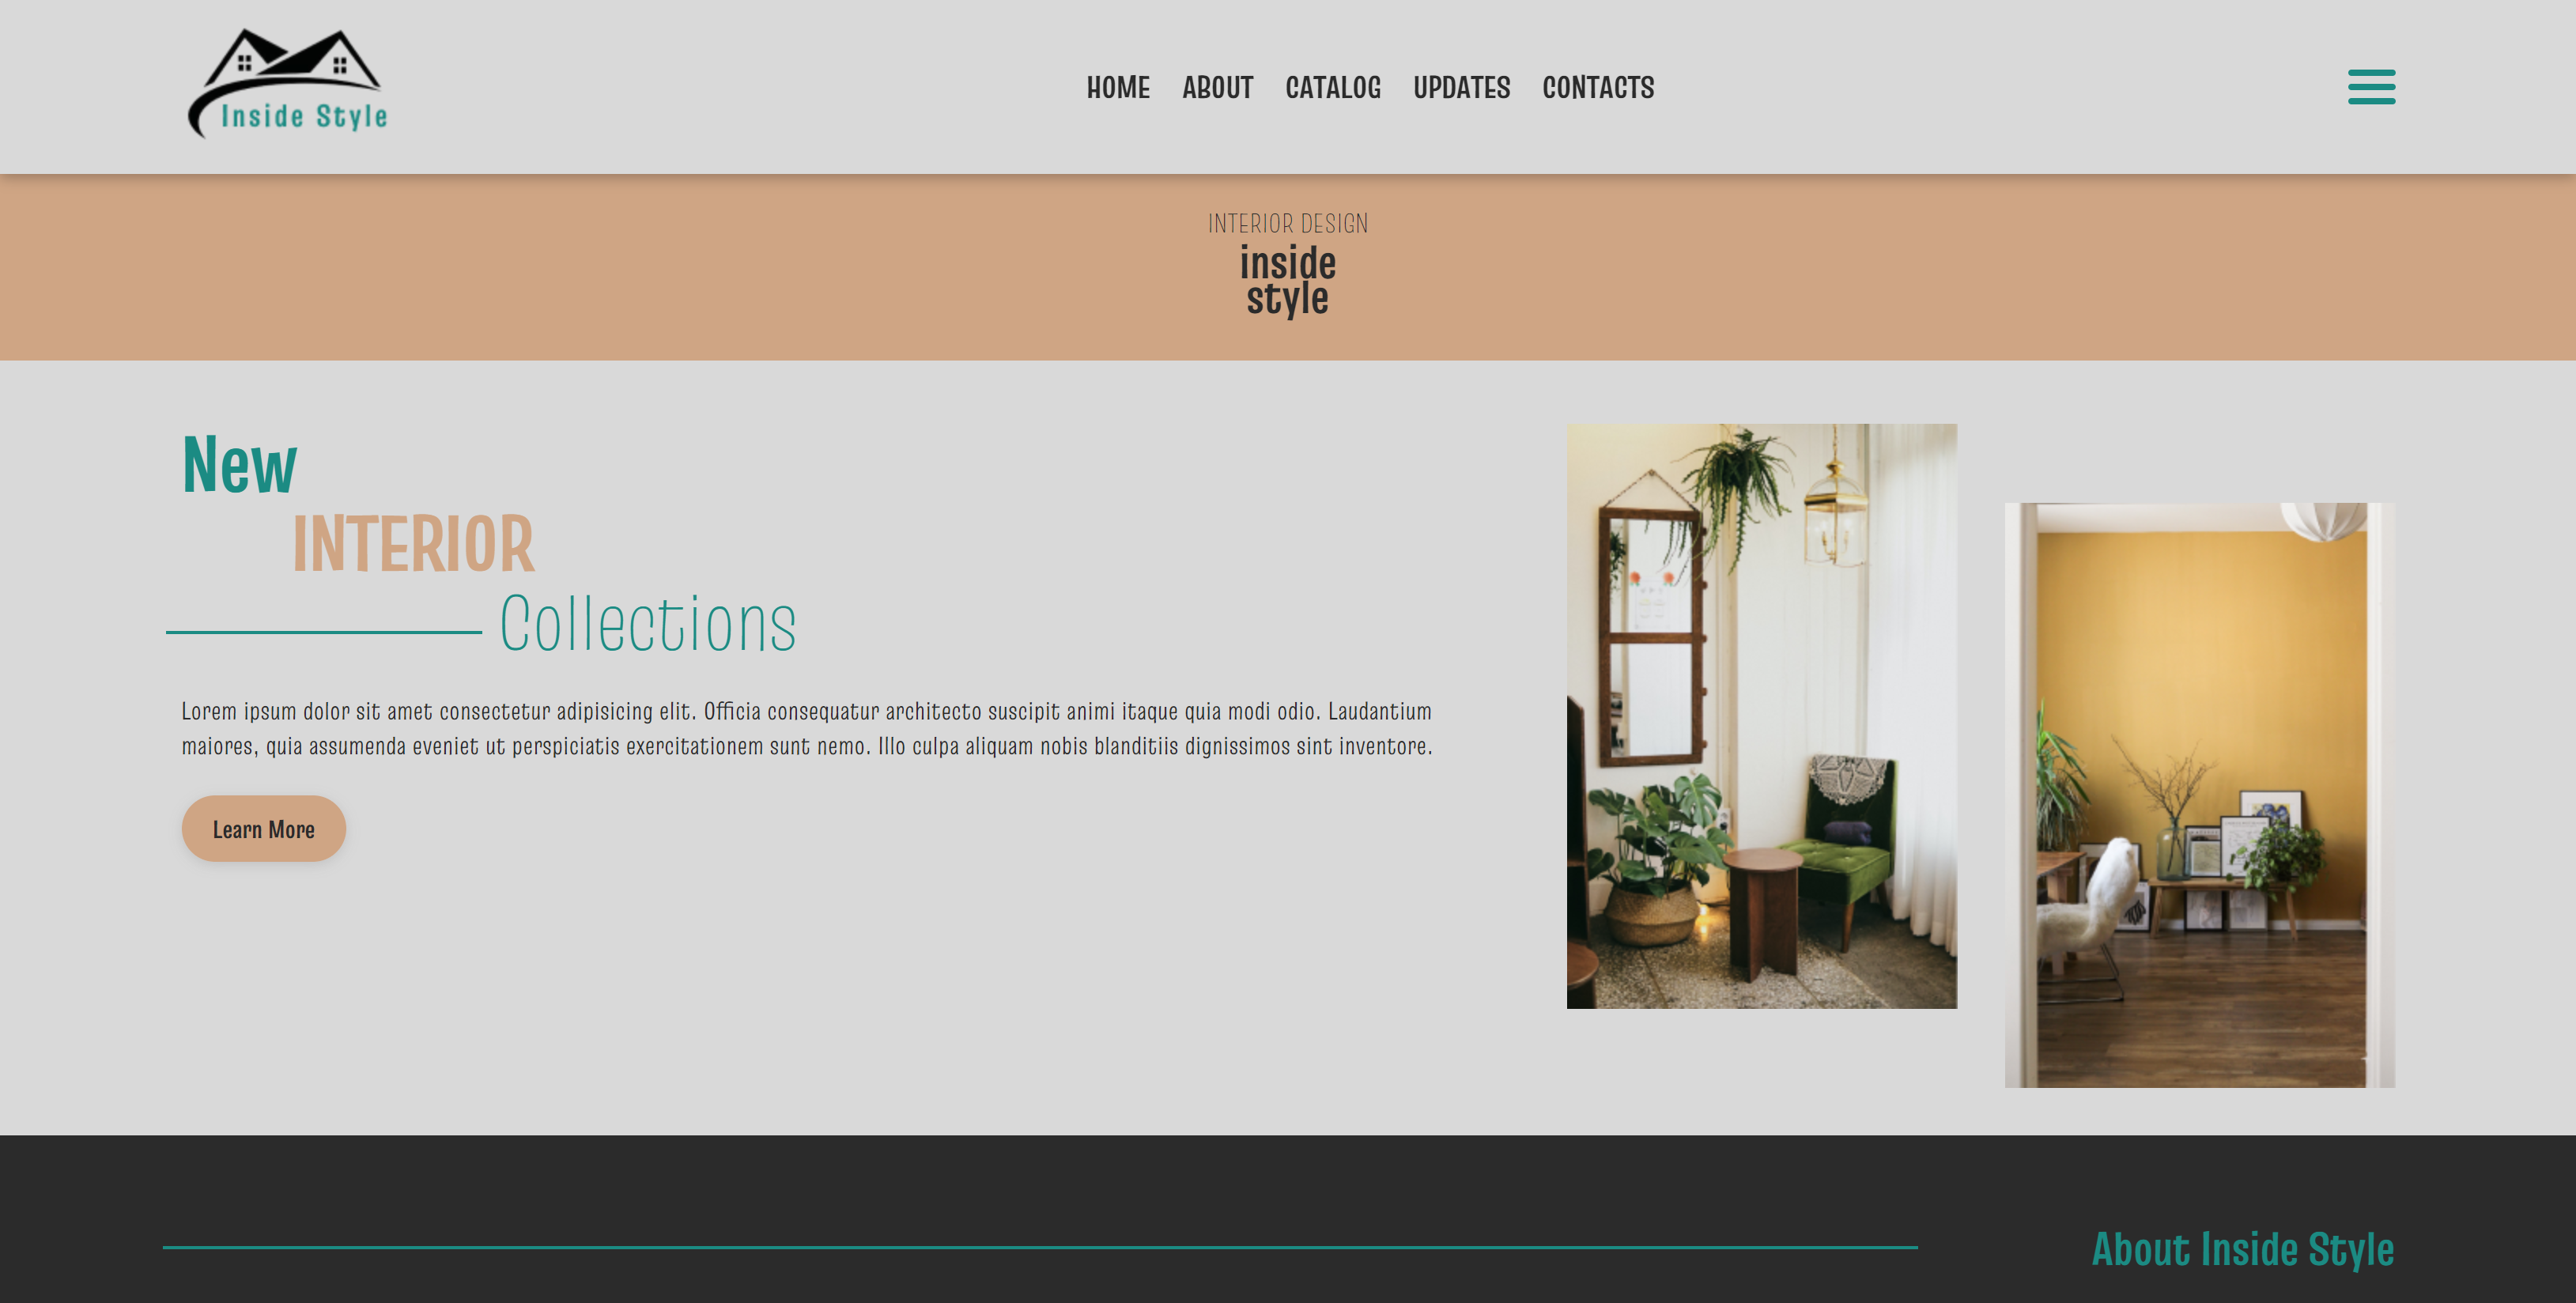 Inside Style
HOME ABOUT CATALOG UPDATES CONTACTS
INTERIOR DESIGN
inside
style
New
INTERIOR
Collections
Lorem ipsum dolor sit amet consectetur adipisicing elit. Officia consequatur architecto suscipit animi itaque quia modi odio. Laudantium
maiores, quia assumenda eveniet ut perspiciatis exercitationem sunt nemo. Illo culpa aliquam nobis blanditiis dignissimos sint inventore.
Learn More
About Inside Style